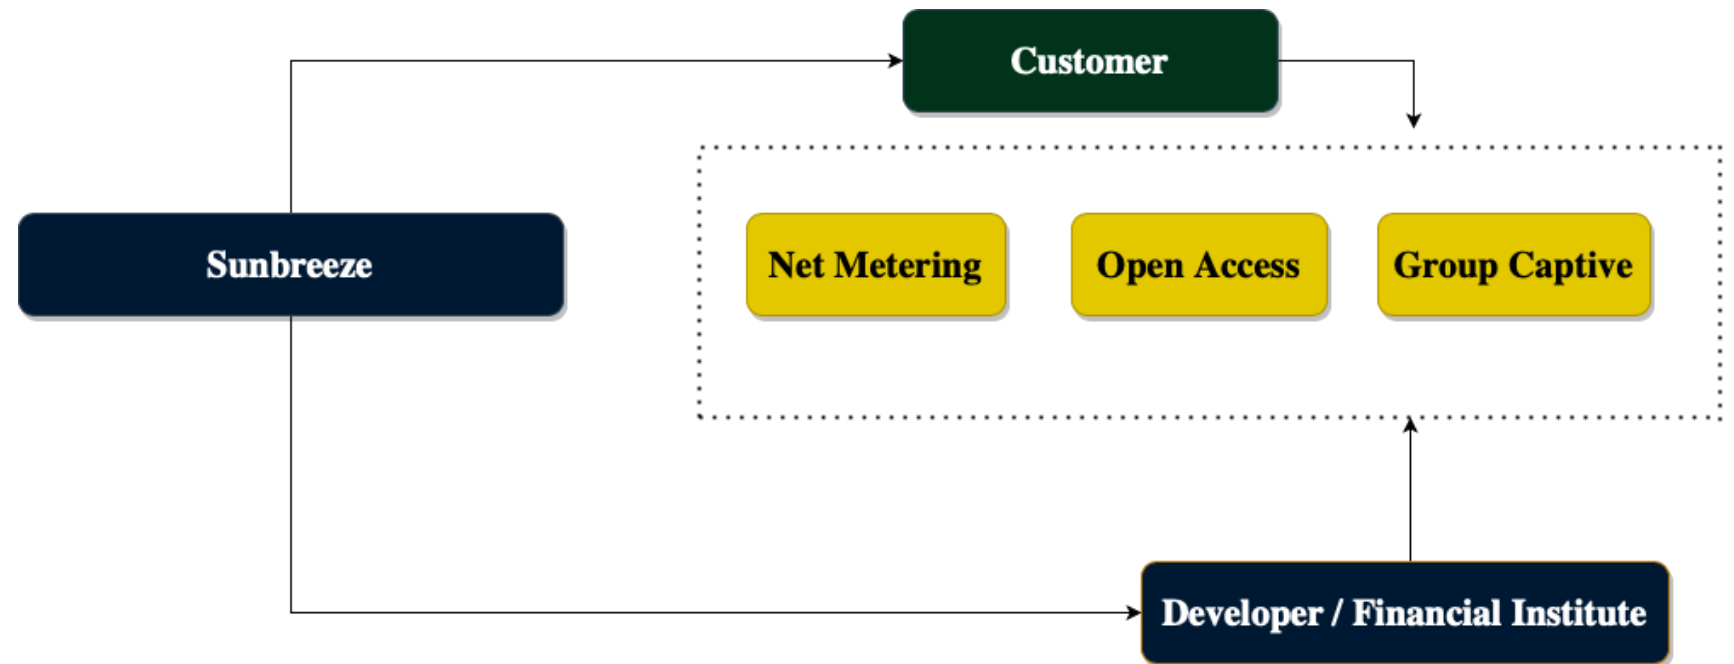 Customer
Sunbreeze
Net Metering
Open Access
Group Captive
Developer / Financial Institute